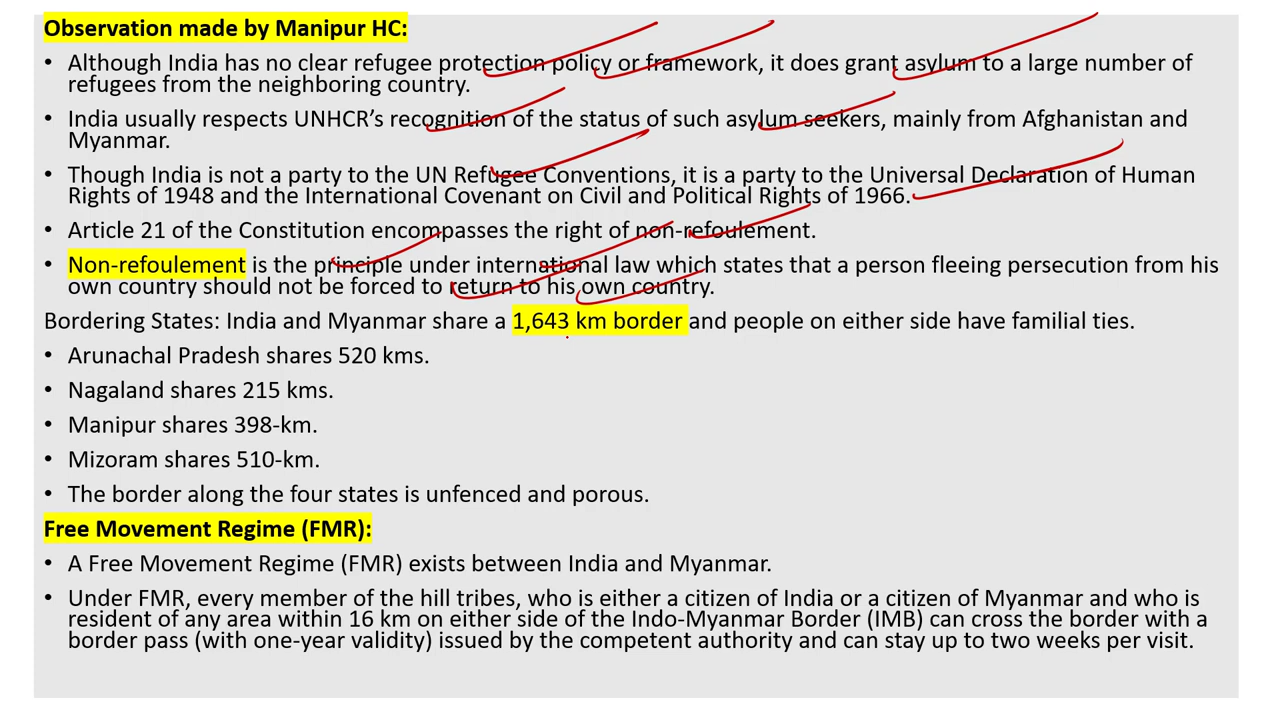 Observation made by Manipur HC:
• Although India has no clear refugee protection policy or framework, it does grant asylum to a large number of
refugees from the neighboring country.
• India usually respects UNHCR's recognition of the status of such asylum seekers, mainly from Afghanistan and
Myanmar.
• Though India is not a party to the UN Refugee Conventions, it is a party to the Universal Declaration of Human
Rights of 1948 and the International Covenant on Civil and Political Rights of 1966.
• Article 21 of the Constitution encompasses the right of non-refoulement.
• Non-refoulement is the principle under international law which states that a person fleeing persecution from his
own country should not be forced to return to his own country.
Bordering States: India and Myanmar share a 1,643 km border and people on either side have familial ties.
• Arunachal Pradesh shares 520 kms.
• Nagaland shares 215 kms.
• Manipur shares 398-km.
• Mizoram shares 510-km.
• The border along the four states is unfenced and porous.
Free Movement Regime (FMR):
• A Free Movement Regime (FMR) exists between India and Myanmar.
• Under FMR, every member of the hill tribes, who is either a citizen of India or a citizen of Myanmar and who is
resident of any area within 16 km on either side of the Indo-Myanmar Border (IMB) can cross the border with a
border pass (with one-year validity) issued by the competent authority and can stay up to two weeks per visit.